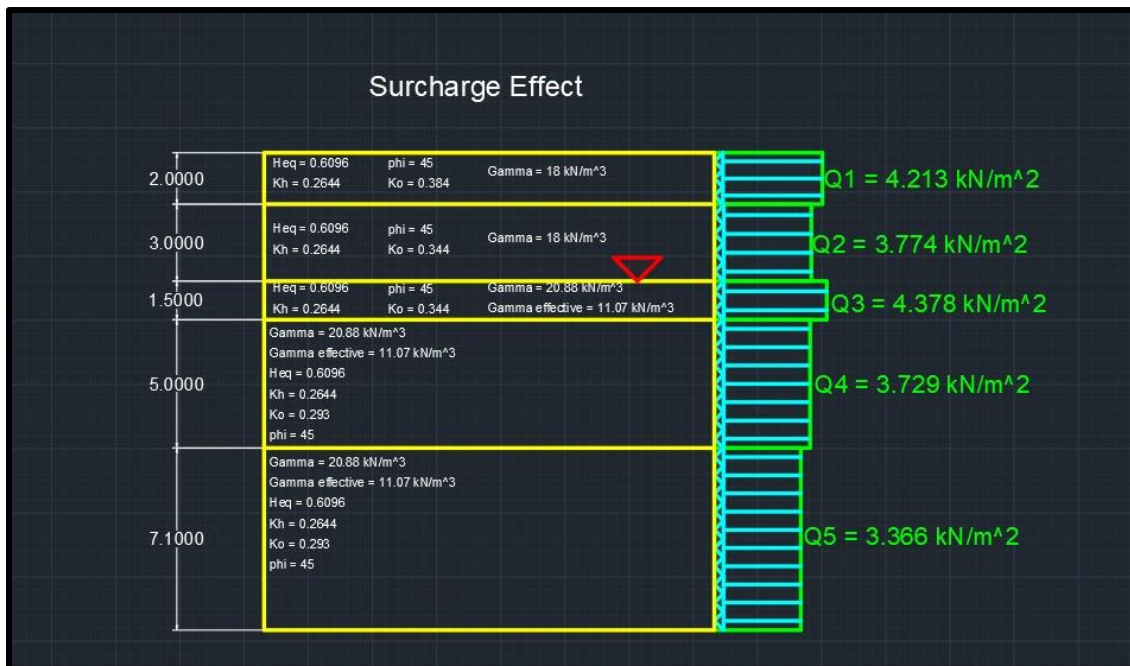 Surcharge Effect
2.0000
Heq = 0.6096 phi = 45 Gamma = 18 kN/m^3
Kh = 0.2644 Ko = 0.384
Q1 = 4.213 kN/m^2
3.0000
Heq = 0.6096 phi = 45 Gamma = 18 kN/m^3
Kh = 0.2644 Ko = 0.344
Q2 = 3.774 kN/m^2
1.5000
Heq = 0.6096 phi = 45 Gamma = 20.88 kN/m^3
Kh = 0.2644 Ko = 0.344 Gamma effective = 11.07 kN/m^3
Q3 = 4.378 kN/m^2
5.0000
Gamma = 20.88 kN/m^3
Gamma effective = 11.07 kN/m^3
Heq = 0.6096
Kh = 0.2644
Ko = 0.293
phi = 45
Q4 = 3.729 kN/m^2
7.1000
Gamma = 20.88 kN/m^3
Gamma effective = 11.07 kN/m^3
Heq = 0.6096
Kh = 0.2644
Ko = 0.293
phi = 45
Q5 = 3.366 kN/m^2